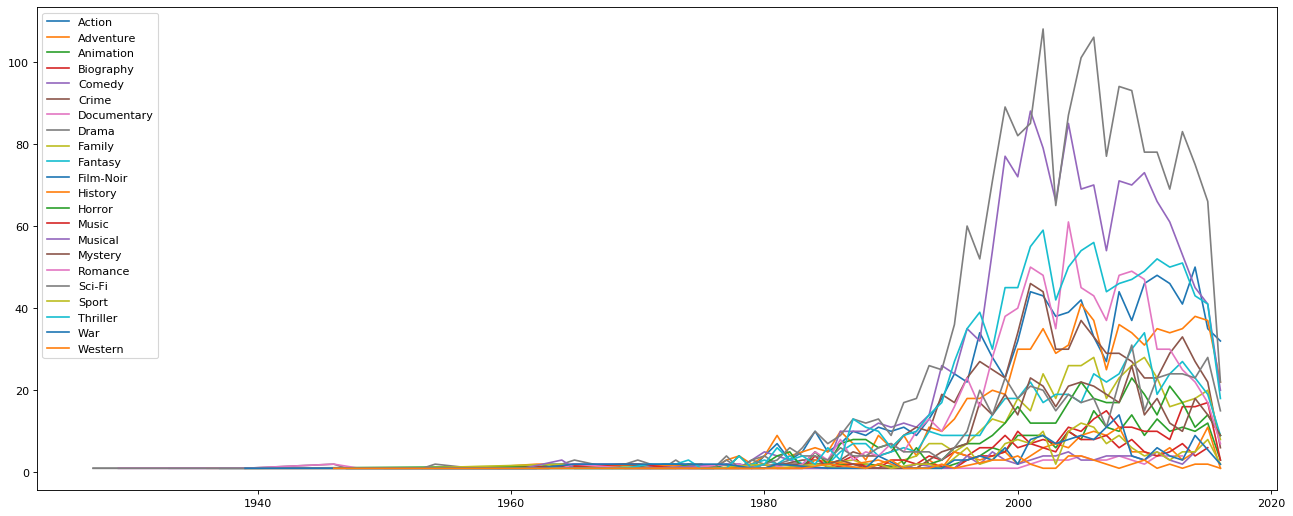 Action
Adventure
Animation
Biography
Comedy
Crime
Documentary
Drama
Family
Fantasy
Film-Noir
History
Horror
Music
Musical
Mystery
Romance
Sci-Fi
Sport
Thriller
War
Western
100
80
60
40
20
0
1940 1960 1980 2000 2020